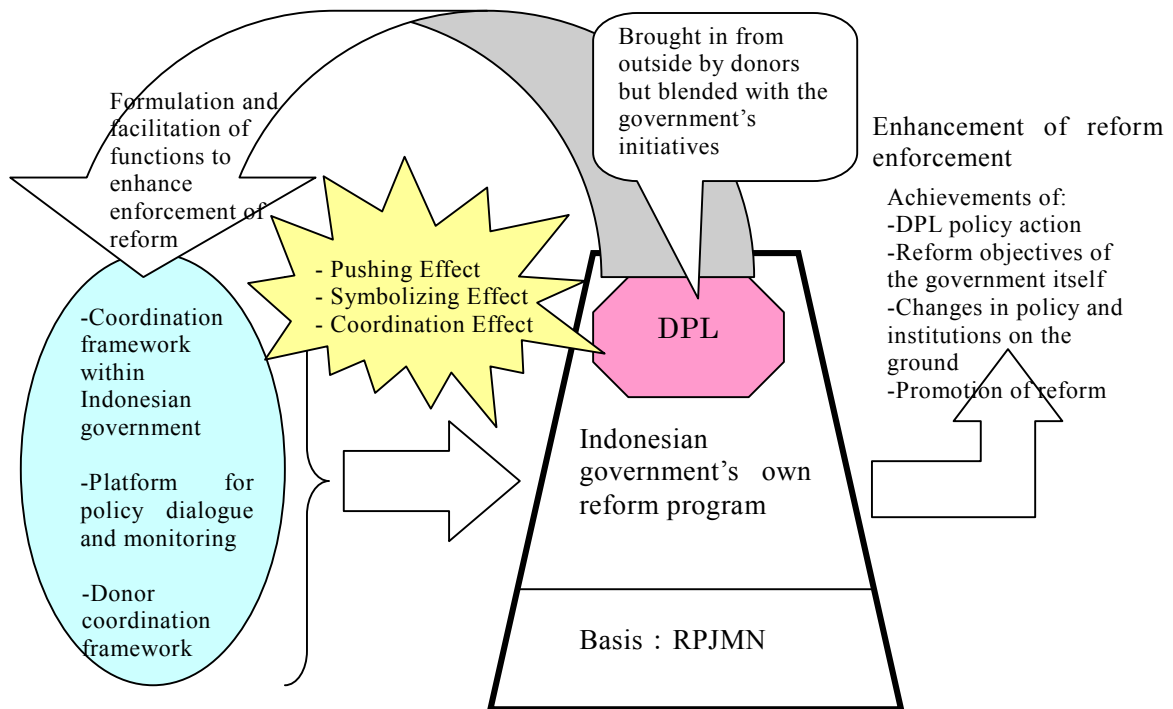 Brought in from
outside by donors
but blended with the
government’s
initiatives
Formulation and
facilitation of
functions to
enhance
enforcement of
reform
Enhancement of reform
enforcement
Achievements of:
-DPL policy action
-Reform objectives of
the government itself
-Changes in policy and
institutions on the
ground
-Promotion of reform
- Pushing Effect
- Symbolizing Effect
- Coordination Effect
DPL
-Coordination
framework
within
Indonesian
government
-Platform for
policy dialogue
and monitoring
-Donor
coordination
framework
Indonesian
government’s own
reform program
Basis : RPJMN